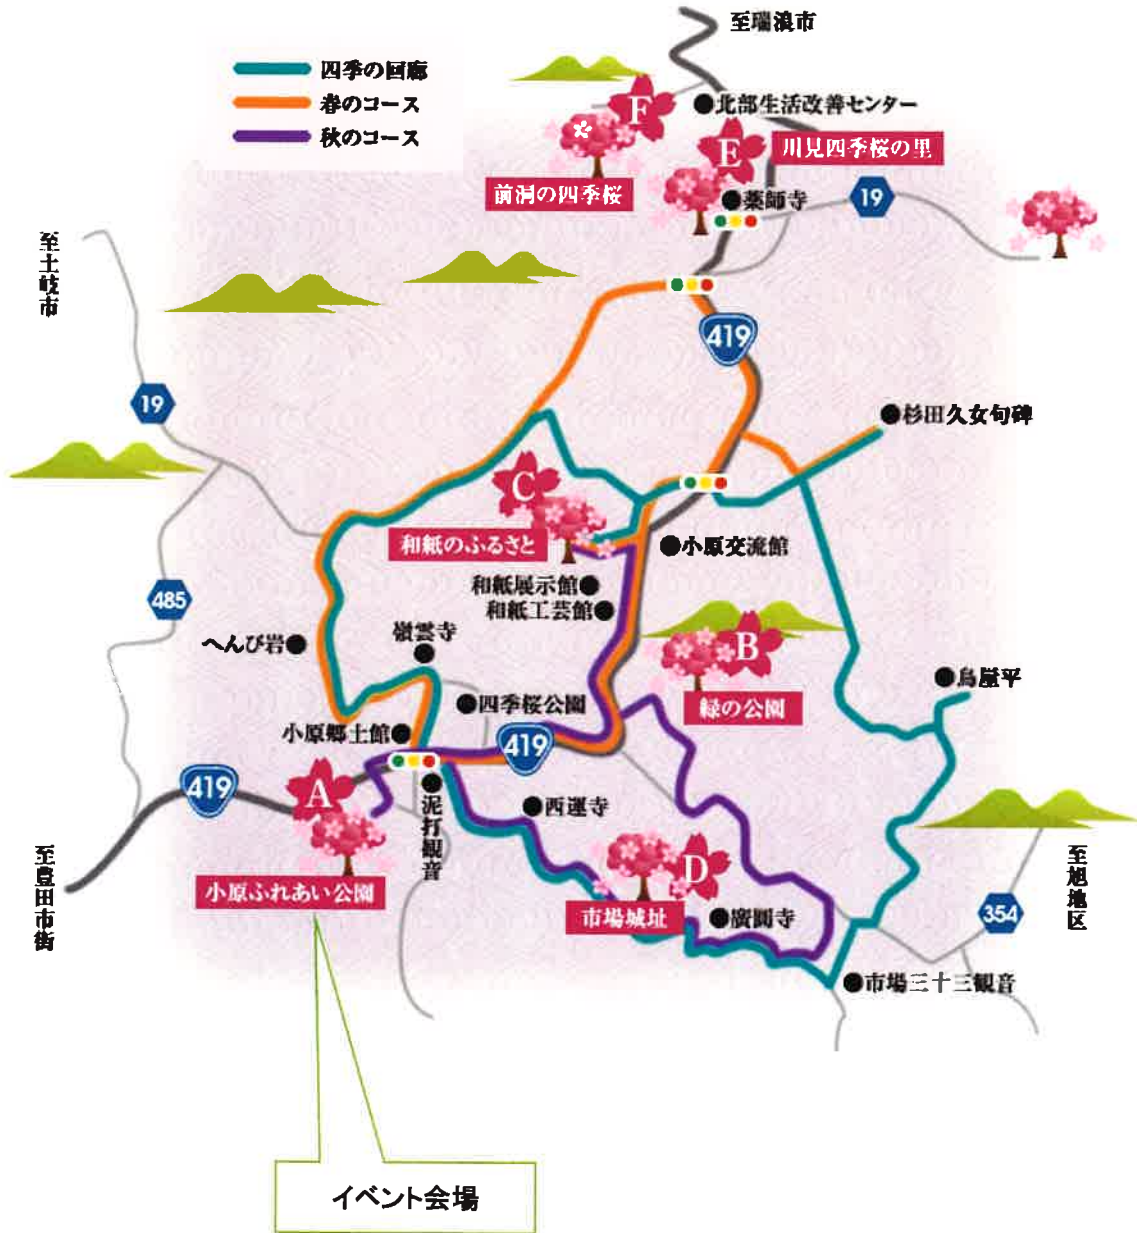 至瑞浪市
四季の回廊
春のコース
秋のコース
F
北部生活改善センター
E
川見四季桜の里
前洞の四季桜
薬師寺
19
至土岐市
419
19
杉田久女句碑
C
和紙のふるさと
小原交流館
和紙展示館
和紙工芸館
485
へんび岩
嶺雲寺
B
緑の公園
鳥屋平
四季桜公園
小原郷土館
419
419
A
泥打観音
西運寺
D
小原ふれあい公園
市場城址
廣圓寺
至豊田市街
至旭地区
354
市場三十三観音
イベント会場